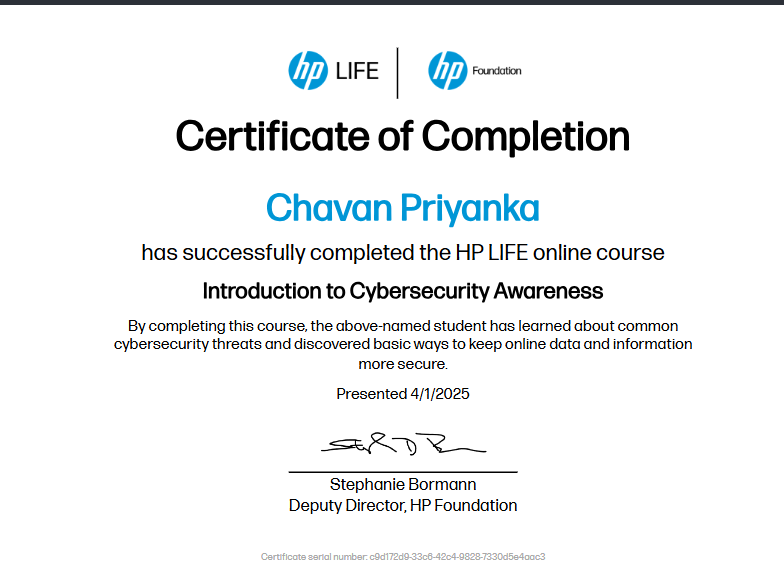 hp LIFE hp Foundation
Certificate of Completion
Chavan Priyanka
has successfully completed the HP LIFE online course
Introduction to Cybersecurity Awareness
By completing this course, the above-named student has learned about common
cybersecurity threats and discovered basic ways to keep online data and information
more secure.
Presented 4/1/2025
Stephanie Bormann
Deputy Director, HP Foundation
Certificate serial number: c9d172d9-33c6-42c4-9828-7330d5e4aac3